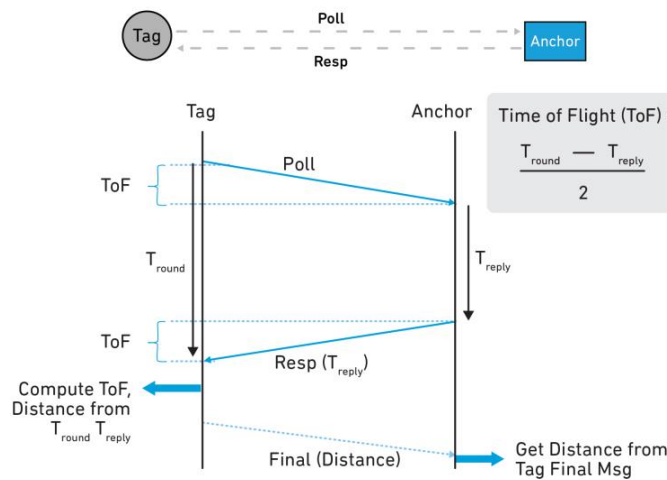 Poll
Tag
Anchor
Resp
Tag
Anchor
Time of Flight (ToF)
T_round — T_reply
2
Poll
ToF
T_round
T_reply
ToF
Resp (T_reply)
Compute ToF,
Distance from
T_round T_reply
Final (Distance)
Get Distance from
Tag Final Msg